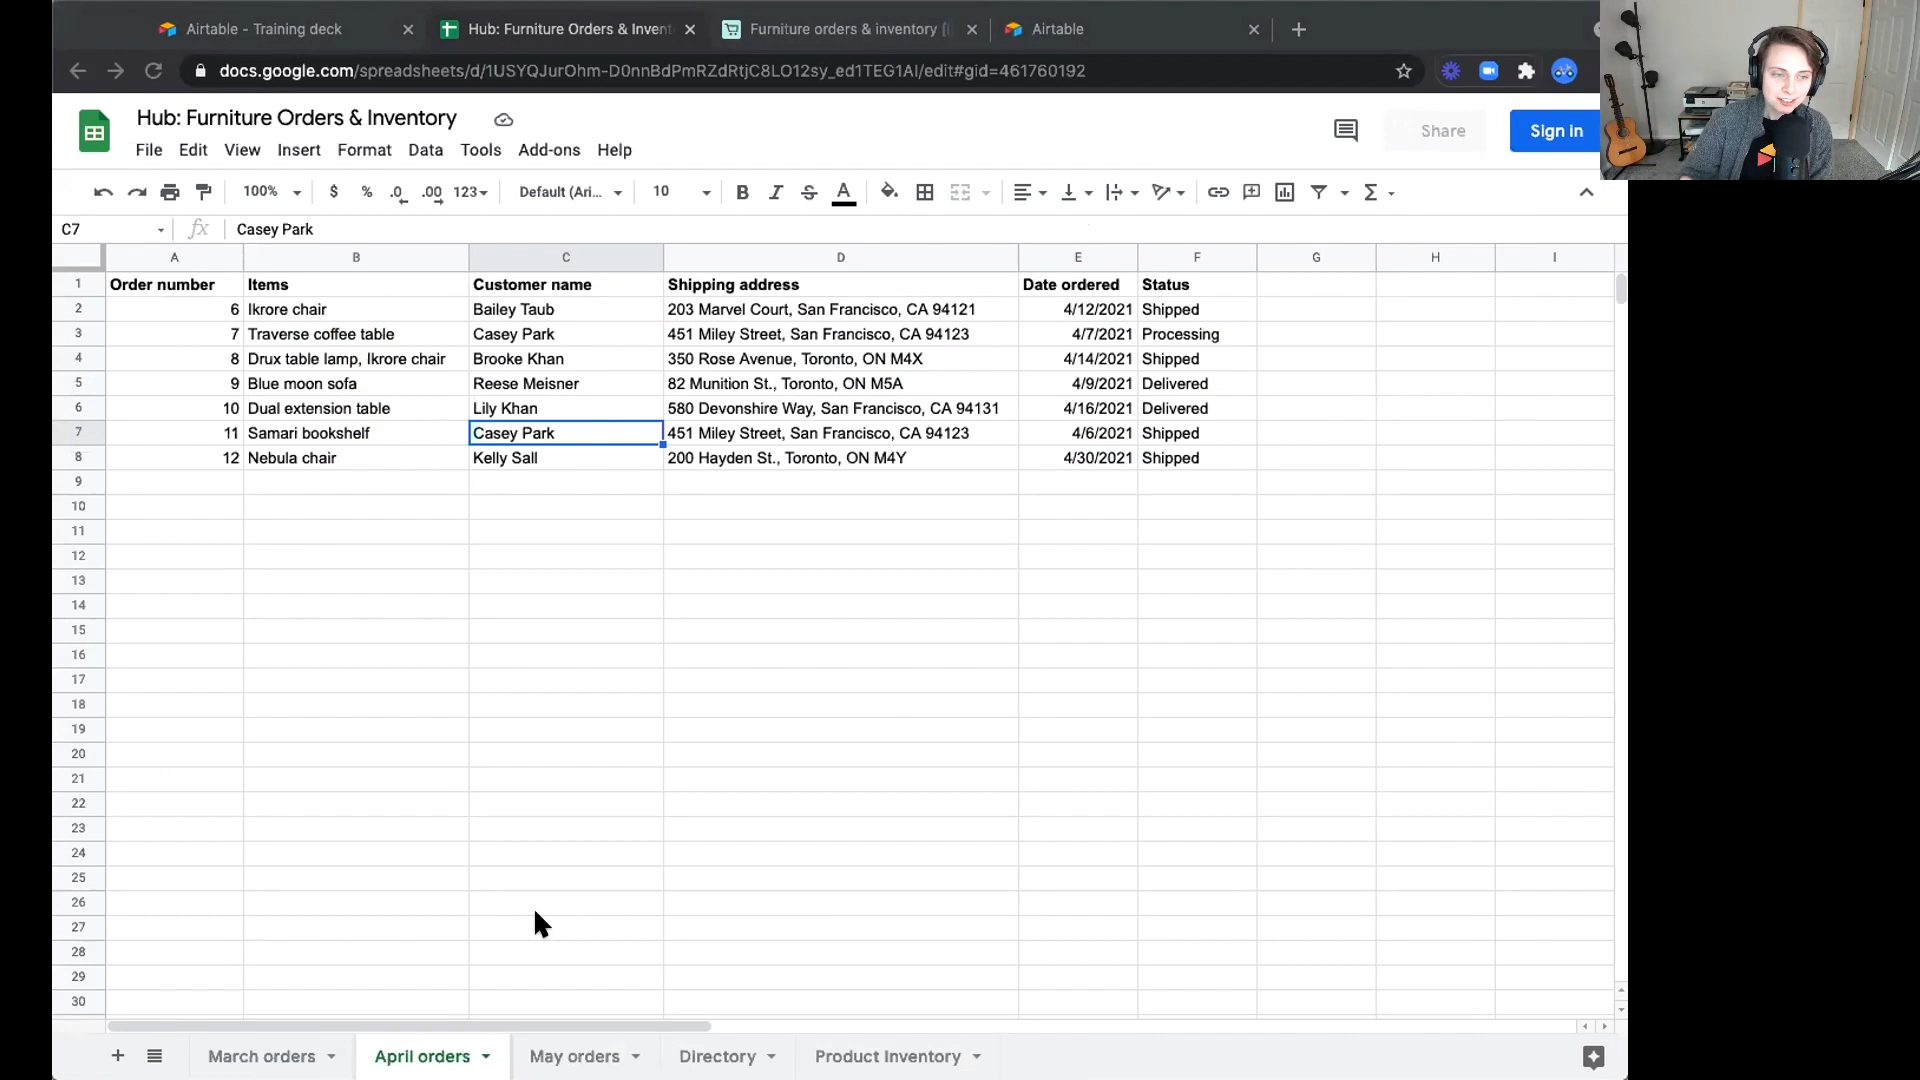 Airtable - Training deck
Hub: Furniture Orders & Invent
Furniture orders & inventory [i
Airtable
docs.google.com/spreadsheets/d/1USYQJurOhm-D0nnBdPmRZdRtjC8LO12sy_ed1TEG1AI/edit#gid=461760192
Hub: Furniture Orders & Inventory
File Edit View Insert Format Data Tools Add-ons Help
Share
Sign in
100% $ % .0 .00 123 Default (Ari... 10 B I S A Σ
C7 fx Casey Park
A B C D E F G H I
1 Order number Items Customer name Shipping address Date ordered Status
2 6 Ikrore chair Bailey Taub 203 Marvel Court, San Francisco, CA 94121 4/12/2021 Shipped
3 7 Traverse coffee table Casey Park 451 Miley Street, San Francisco, CA 94123 4/7/2021 Processing
4 8 Drux table lamp, Ikrore chair Brooke Khan 350 Rose Avenue, Toronto, ON M4X 4/14/2021 Shipped
5 9 Blue moon sofa Reese Meisner 82 Munition St., Toronto, ON M5A 4/9/2021 Delivered
6 10 Dual extension table Lily Khan 580 Devonshire Way, San Francisco, CA 94131 4/16/2021 Delivered
7 11 Samari bookshelf Casey Park 451 Miley Street, San Francisco, CA 94123 4/6/2021 Shipped
8 12 Nebula chair Kelly Sall 200 Hayden St., Toronto, ON M4Y 4/30/2021 Shipped
9
10
11
12
13
14
15
16
17
18
19
20
21
22
23
24
25
26
27
28
29
30
March orders April orders May orders Directory Product Inventory